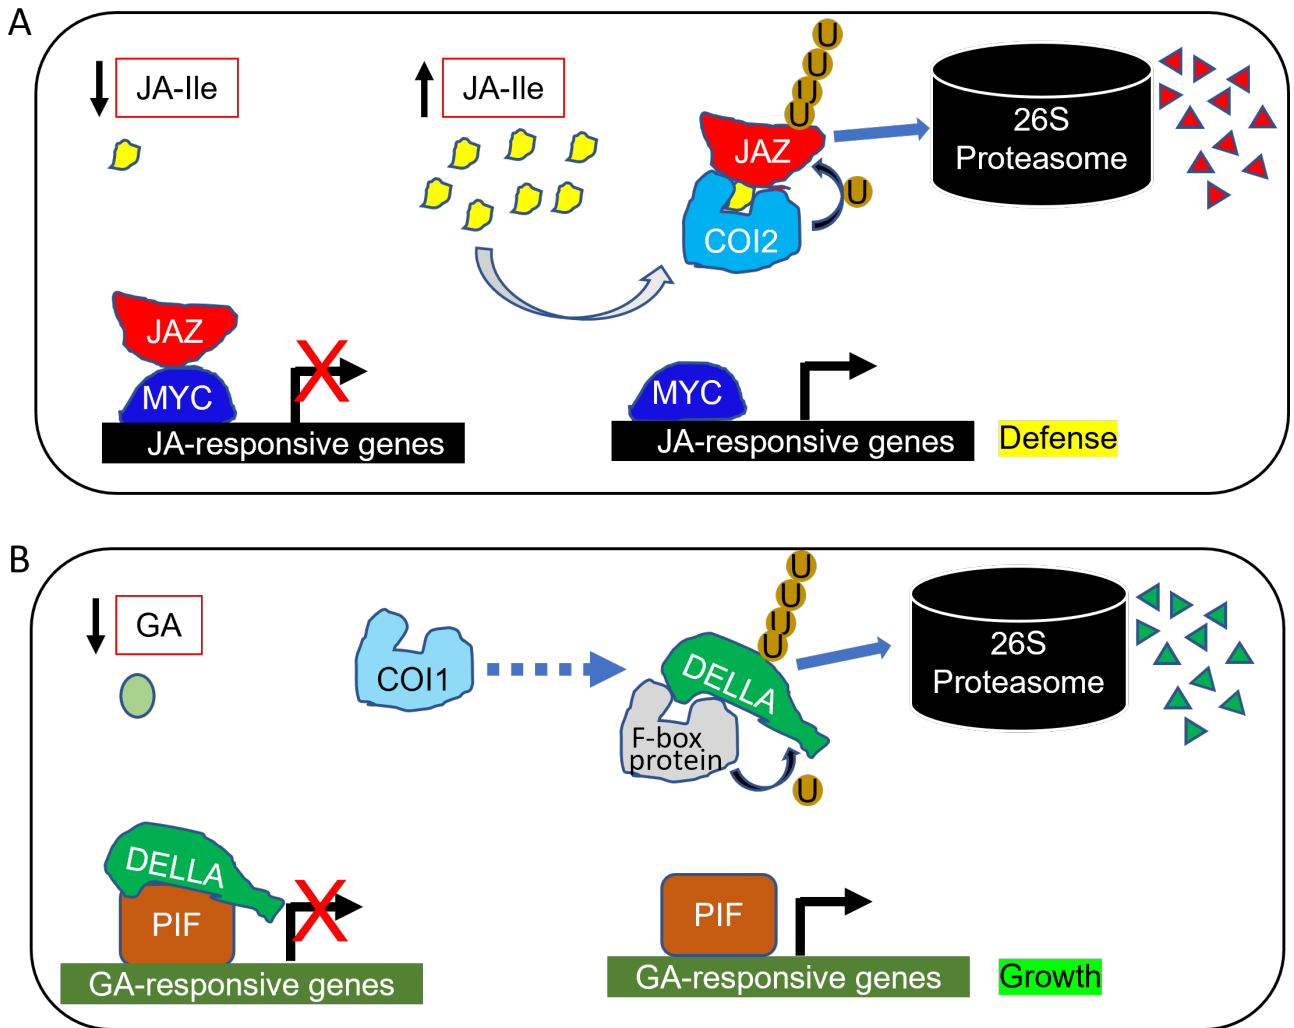 A
JA-Ile
JA-Ile
U
U
U
U
JAZ
U
COI2
26S
Proteasome
JAZ
MYC
JA-responsive genes
MYC
JA-responsive genes
Defense
B
GA
COI1
U
U
U
U
DELLA
F-box
protein
U
26S
Proteasome
DELLA
PIF
GA-responsive genes
PIF
GA-responsive genes
Growth